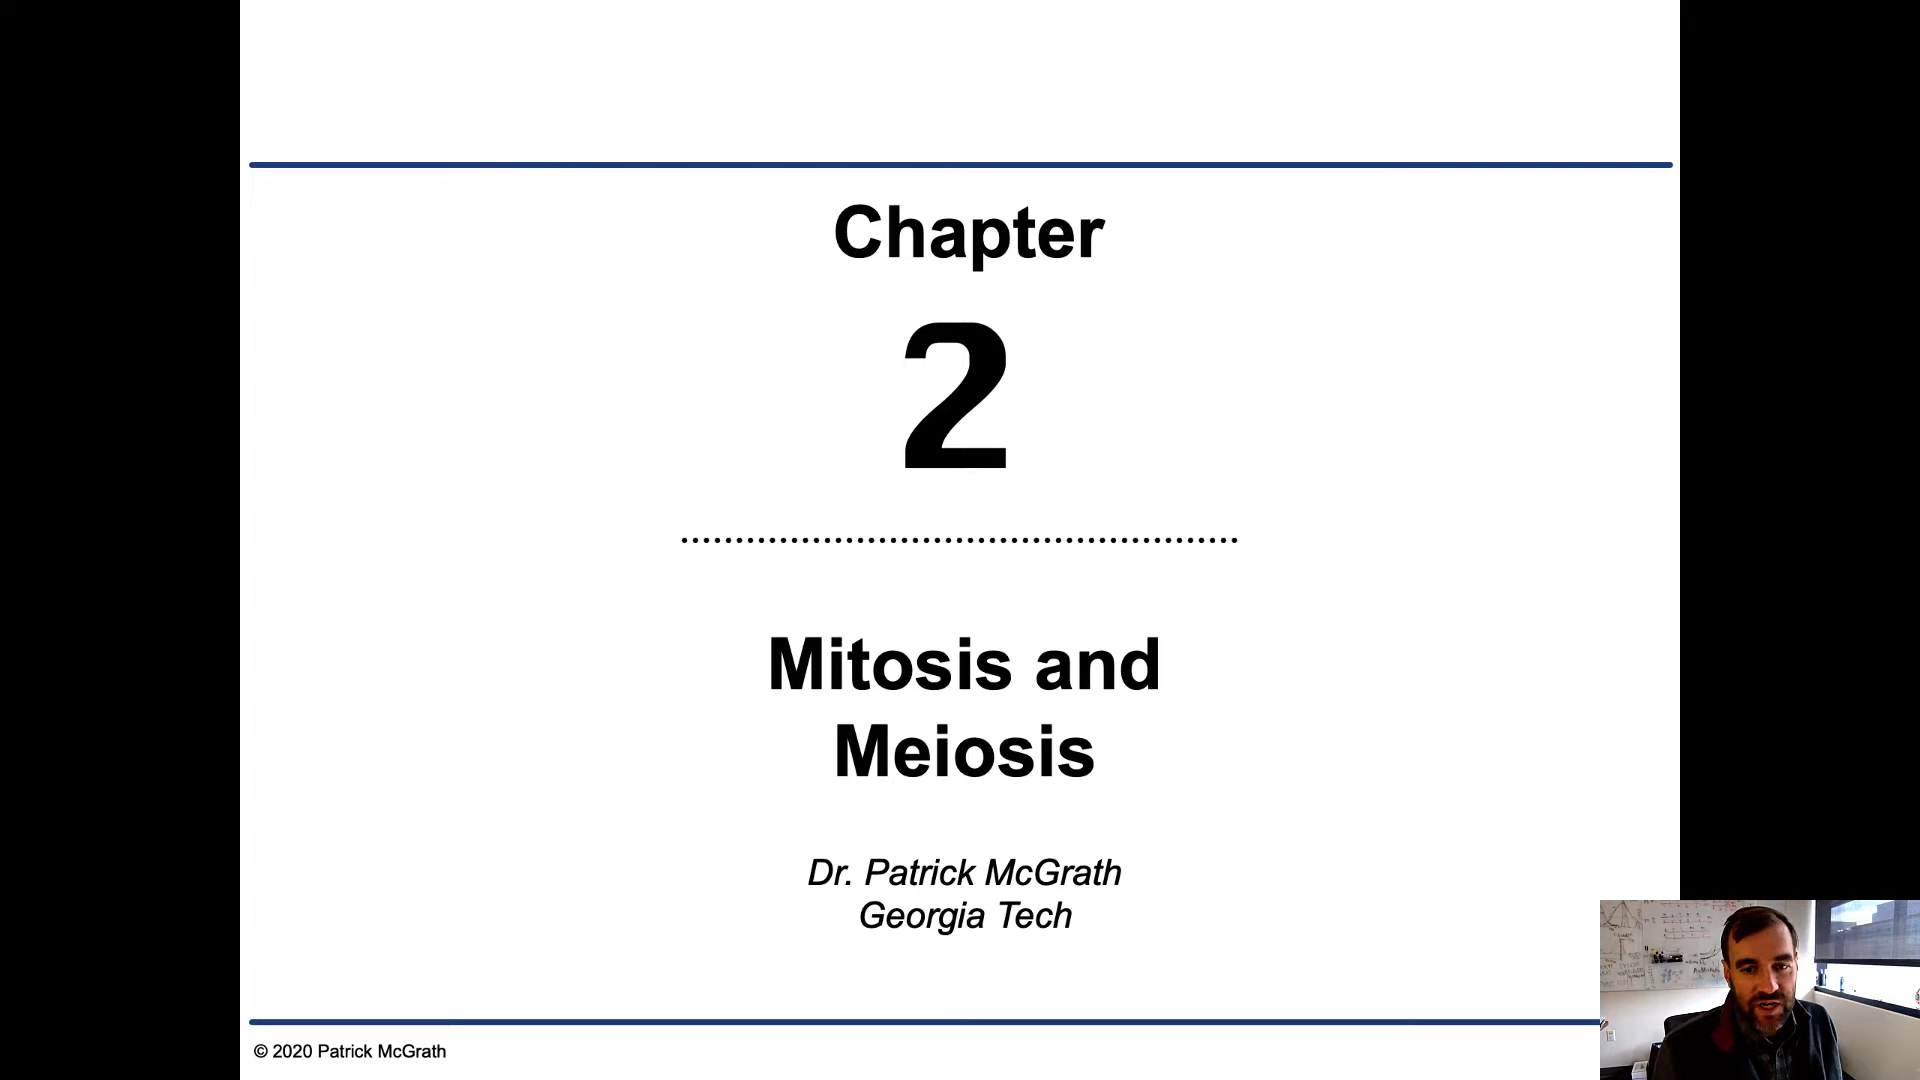 Chapter
2
Mitosis and
Meiosis
Dr. Patrick McGrath
Georgia Tech
© 2020 Patrick McGrath